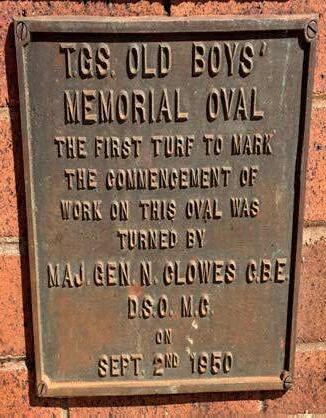 T.G.S. OLD BOYS'
MEMORIAL OVAL
THE FIRST TURF TO MARK
THE COMMENCEMENT OF
WORK ON THIS OVAL WAS
TURNED BY
MAJ. GEN. N. CLOWES C.B.E.
D.S.O. M.C.
ON
SEPT. 2ND 1950